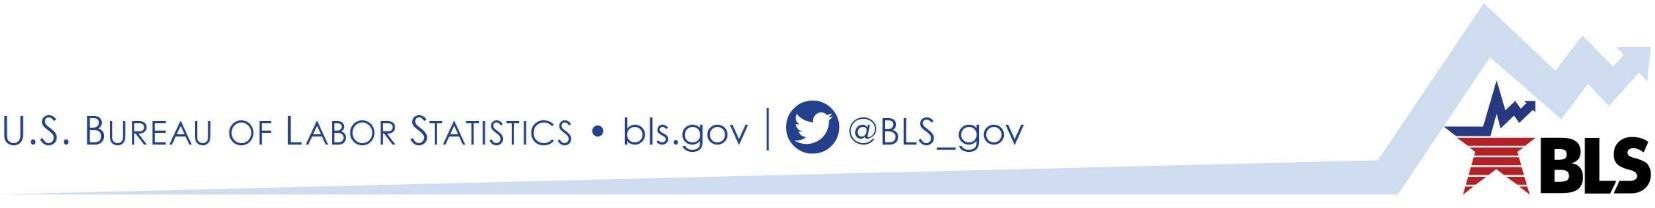 U.S. BUREAU OF LABOR STATISTICS • bls.gov | @BLS_gov
BLS